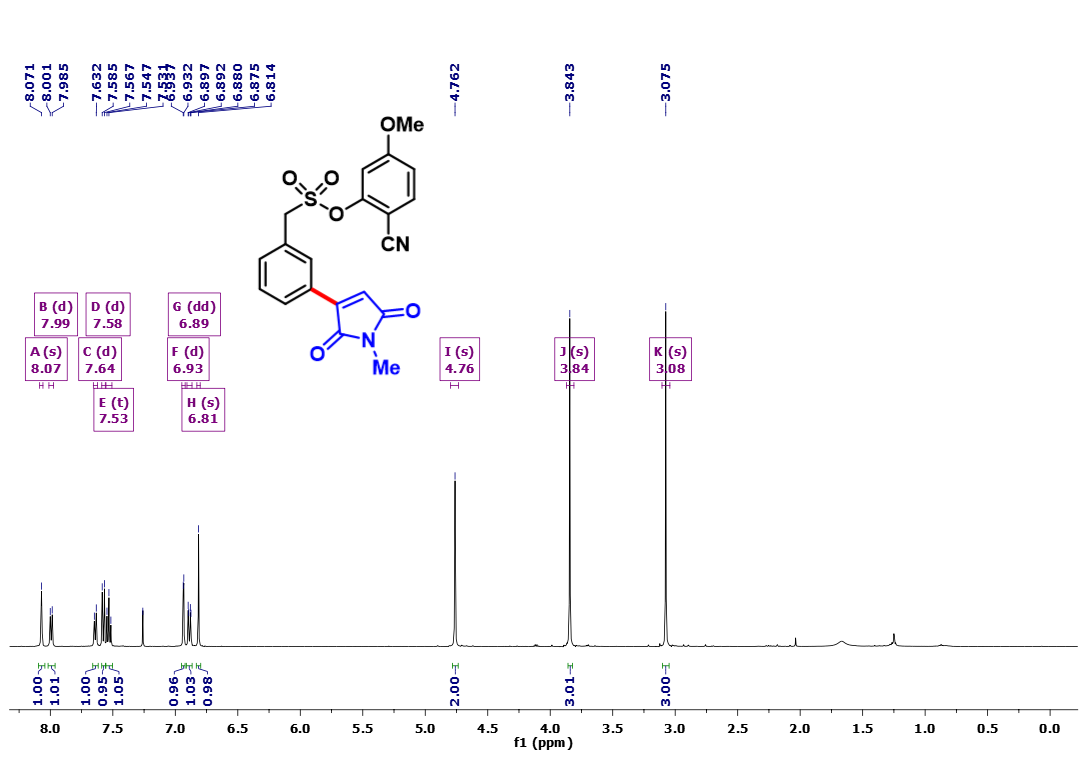 8.071
8.001
7.985
7.632
7.585
7.567
7.547
7.531
6.937
6.932
6.897
6.892
6.880
6.875
6.814
4.762
3.843
3.075
OMe
O O
S
O
CN
O
N
O
Me
B (d)
7.99
D (d)
7.58
G (dd)
6.89
A (s)
8.07
C (d)
7.64
F (d)
6.93
I (s)
4.76
J (s)
3.84
K (s)
3.08
E (t)
7.53
H (s)
6.81
1.00
1.01
1.00
0.95
1.05
0.96
1.03
0.98
2.00
3.01
3.00
8.0 7.5 7.0 6.5 6.0 5.5 5.0 4.5 4.0 3.5 3.0 2.5 2.0 1.5 1.0 0.5 0.0
f1 (ppm)